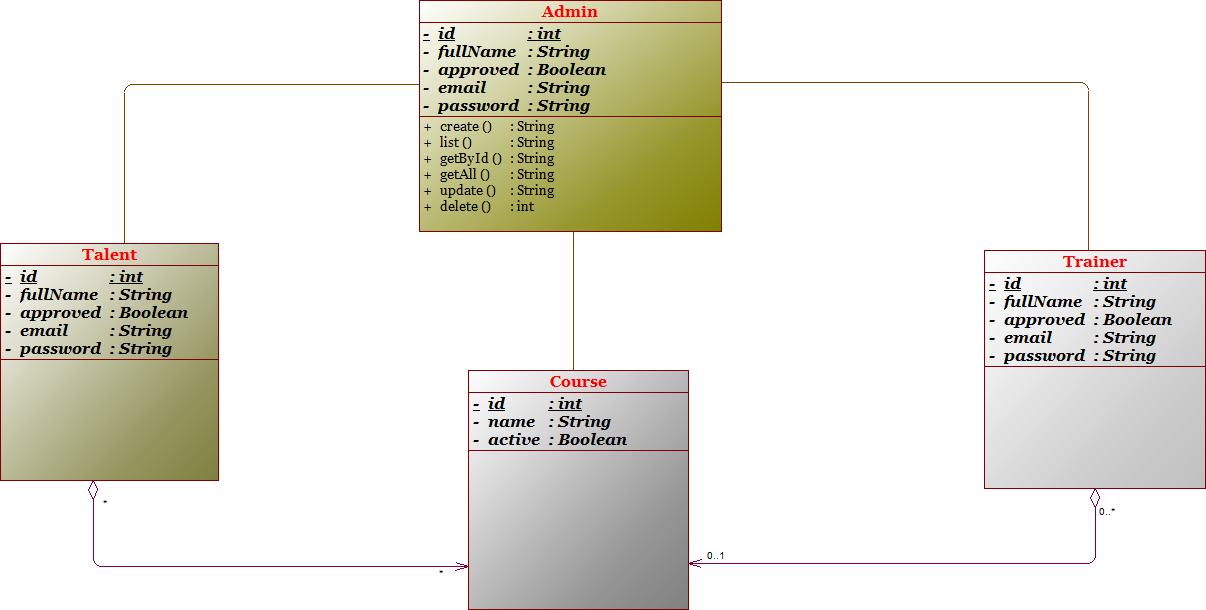 Admin
- id : int
- fullName : String
- approved : Boolean
- email : String
- password : String
+ create () : String
+ list () : String
+ getById () : String
+ getAll () : String
+ update () : String
+ delete () : int
Talent
- id : int
- fullName : String
- approved : Boolean
- email : String
- password : String
*
*
Trainer
- id : int
- fullName : String
- approved : Boolean
- email : String
- password : String
0..*
0..1
Course
- id : int
- name : String
- active : Boolean